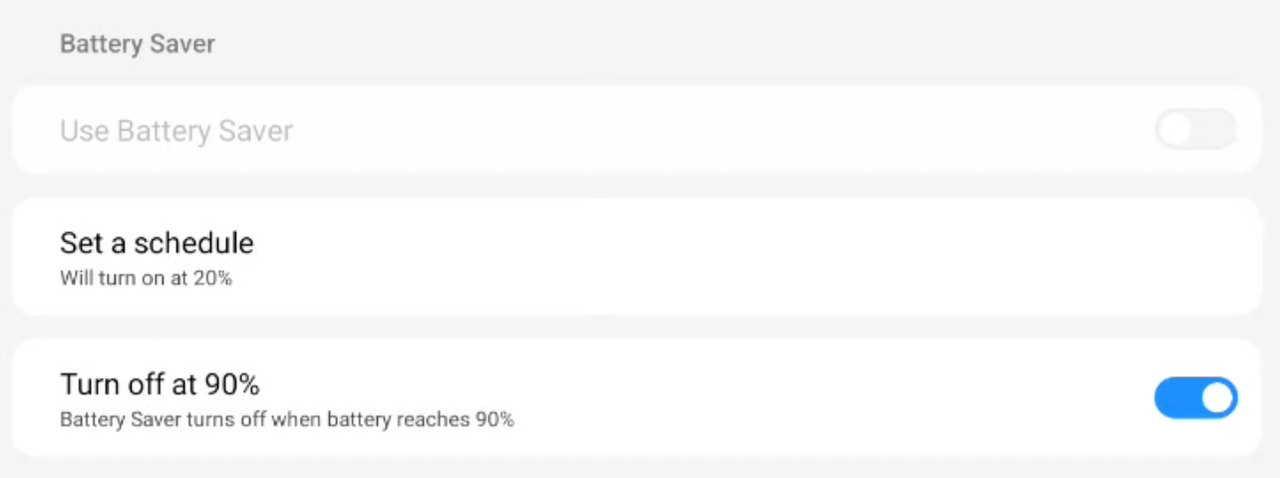 Battery Saver
Use Battery Saver
Set a schedule
Will turn on at 20%
Turn off at 90%
Battery Saver turns off when battery reaches 90%